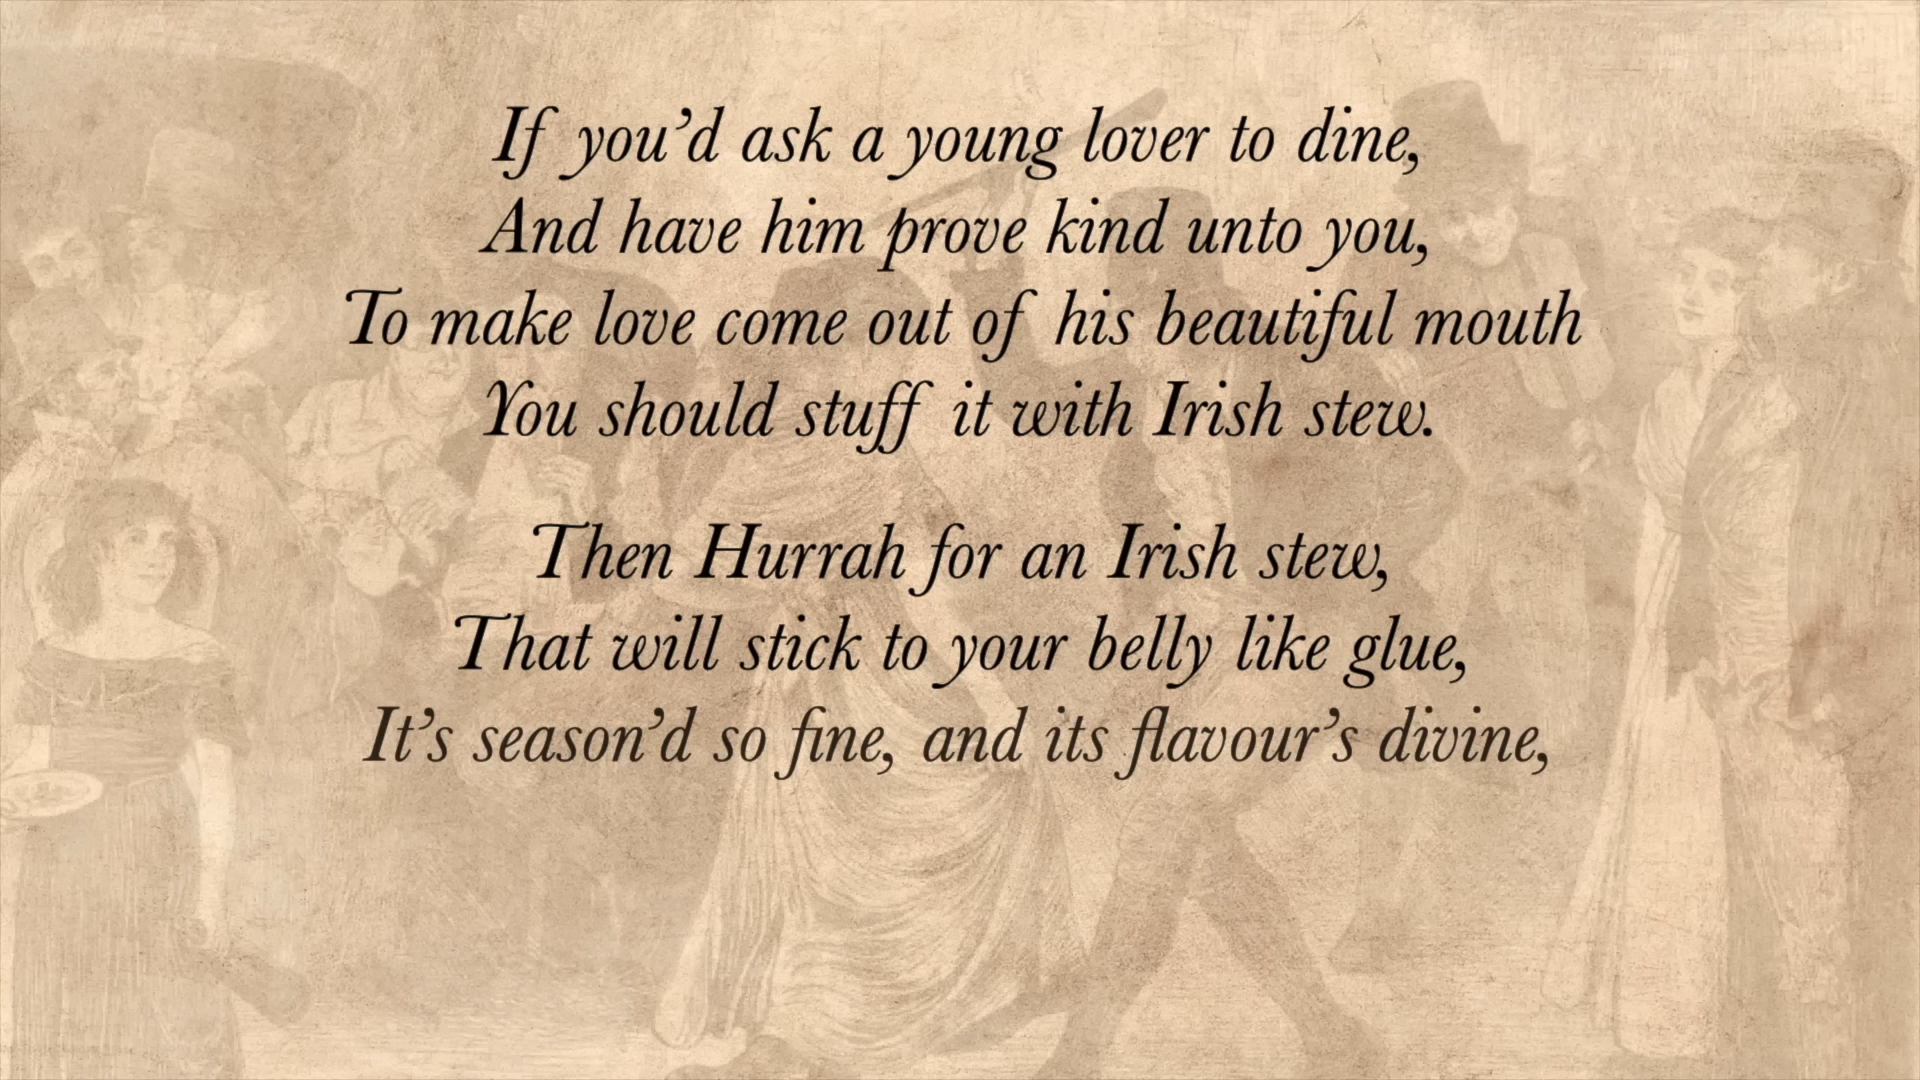 If you’d ask a young lover to dine,
And have him prove kind unto you,
To make love come out of his beautiful mouth
You should stuff it with Irish stew.
Then Hurrah for an Irish stew,
That will stick to your belly like glue,
It’s season’d so fine, and its flavour’s divine,